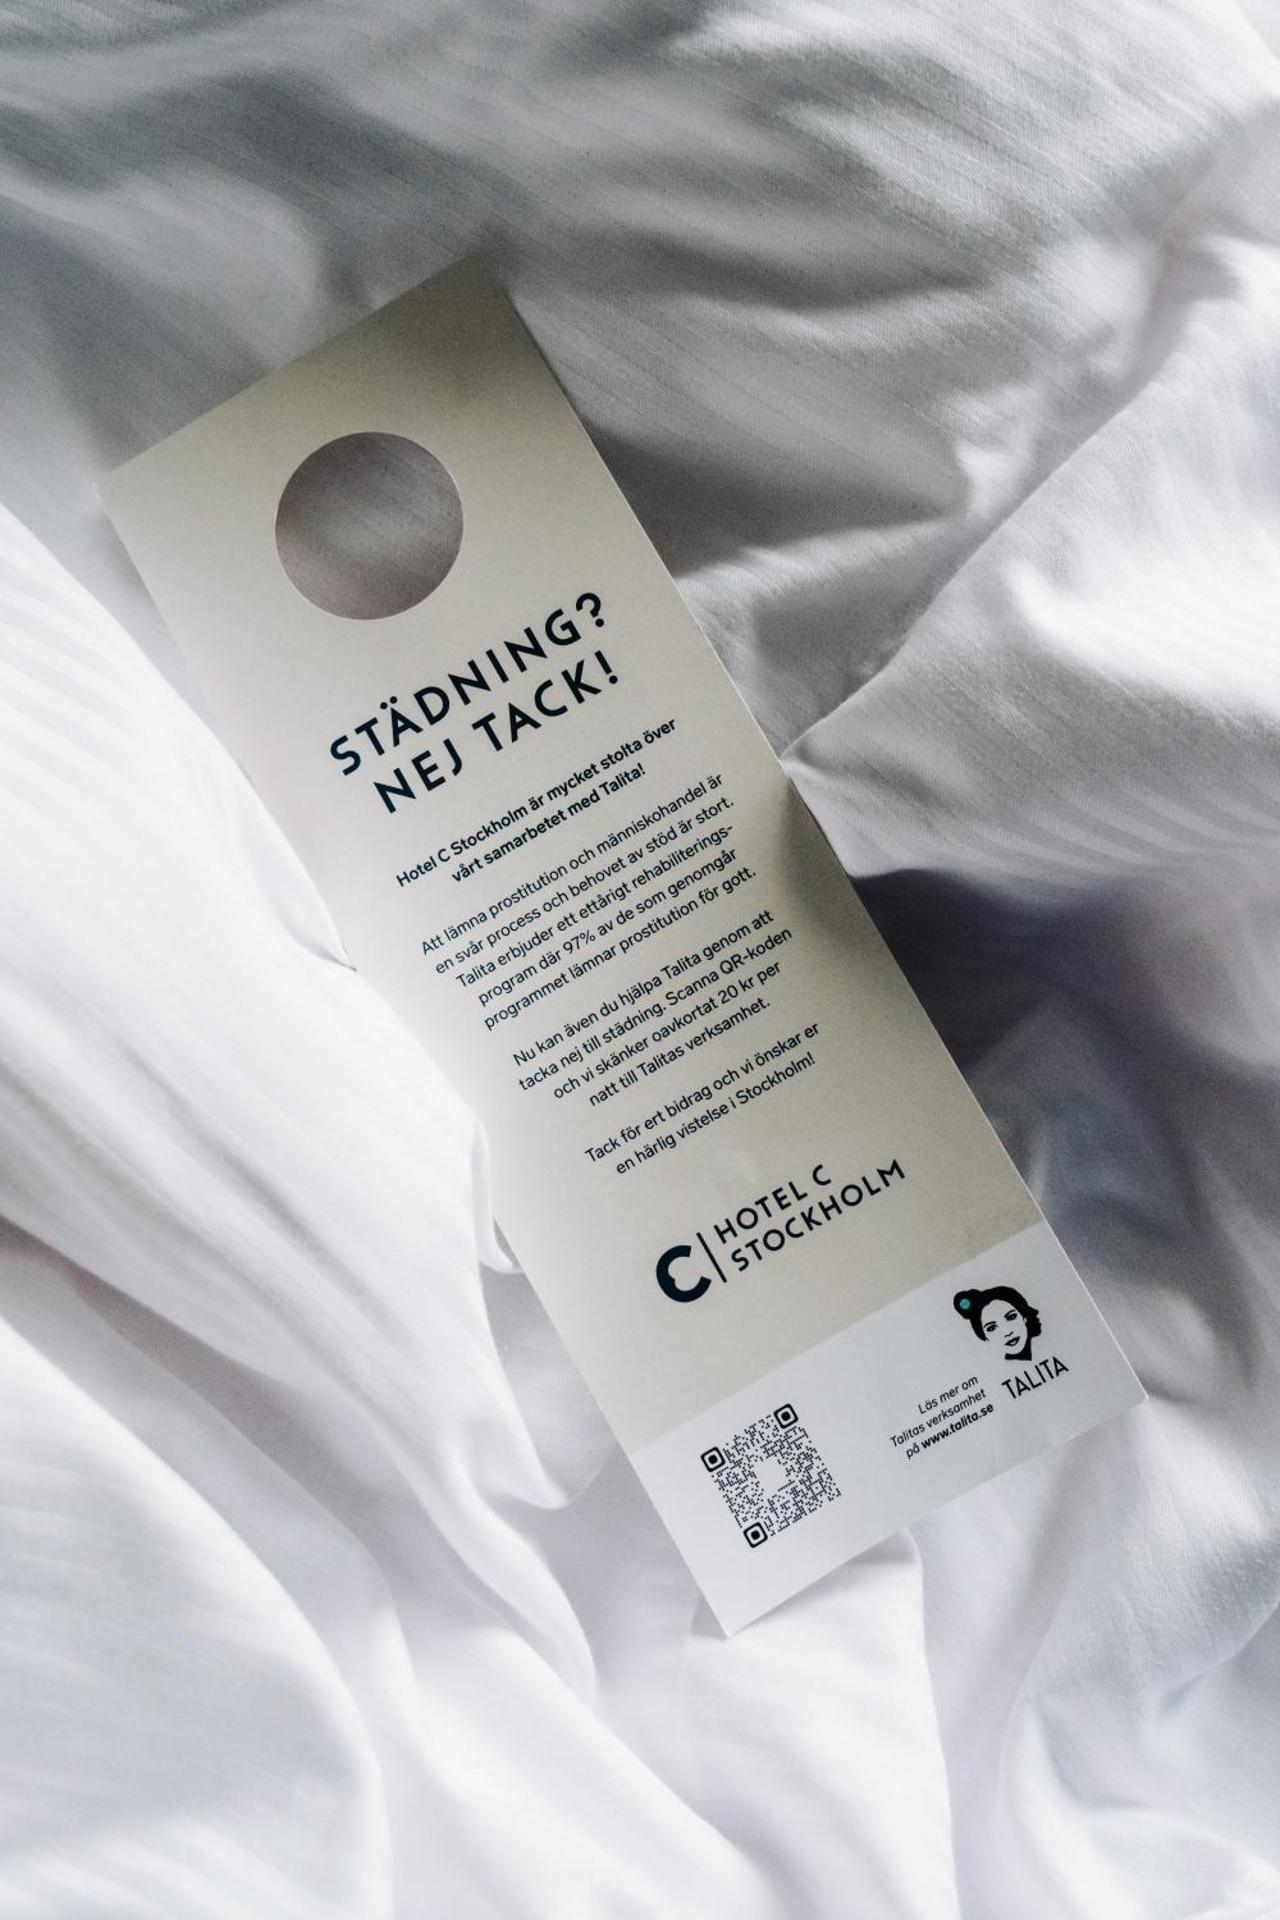 STÄDNING?
NEJ TACK!
Hotel C Stockholm är mycket stolta över
vårt samarbetet med Talita!
Att lämna prostitution och människohandel är
en svår process och behovet av stöd är stort.
Talita erbjuder ett ettårigt rehabiliterings-
program där 97% av de som genomgår
programmet lämnar prostitution för gott.
Nu kan även du hjälpa Talita genom att
tacka nej till städning. Scanna QR-koden
och vi skänker oavkortat 20 kr per
natt till Talitas verksamhet.
Tack för ert bidrag och vi önskar er
en härlig vistelse i Stockholm!
C HOTEL C
STOCKHOLM
TALITA
Läs mer om
Talitas verksamhet
på www.talita.se